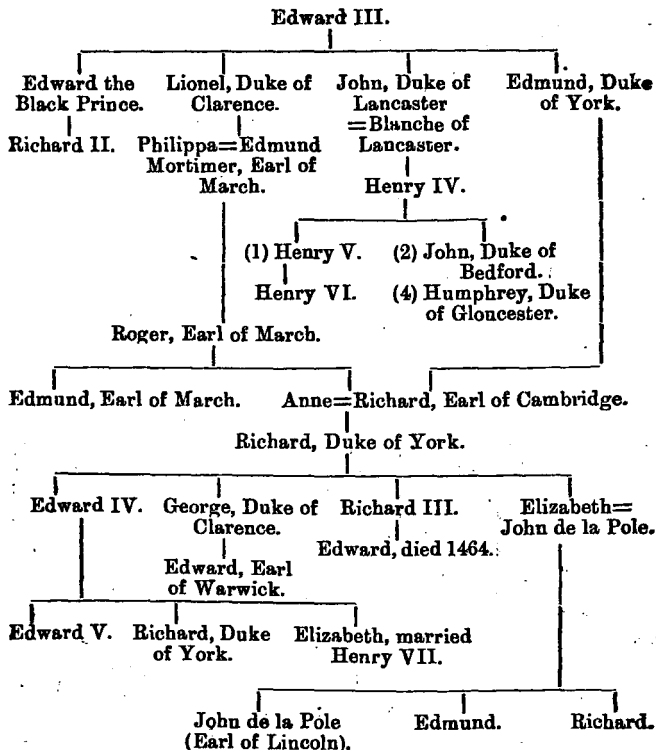 Edward III.
Edward the
Black Prince.
Lionel, Duke of
Clarence.
John, Duke of
Lancaster
=Blanche of
Lancaster.
Edmund, Duke
of York.
Richard II.
Philippa=Edmund
Mortimer, Earl of
March.
Henry IV.
(1) Henry V.
(2) John, Duke of
Bedford.
Henry VI.
(4) Humphrey, Duke
of Gloncester.
Roger, Earl of March.
Edmund, Earl of March.
Anne=Richard, Earl of Cambridge.
Richard, Duke of York.
Edward IV.
George, Duke of
Clarence.
Richard III.
Elizabeth=
John de la Pole.
Edward, died 1464.
Edward, Earl
of Warwick.
Edward V.
Richard, Duke
of York.
Elizabeth, married
Henry VII.
John de la Pole
(Earl of Lincoln).
Edmund.
Richard.